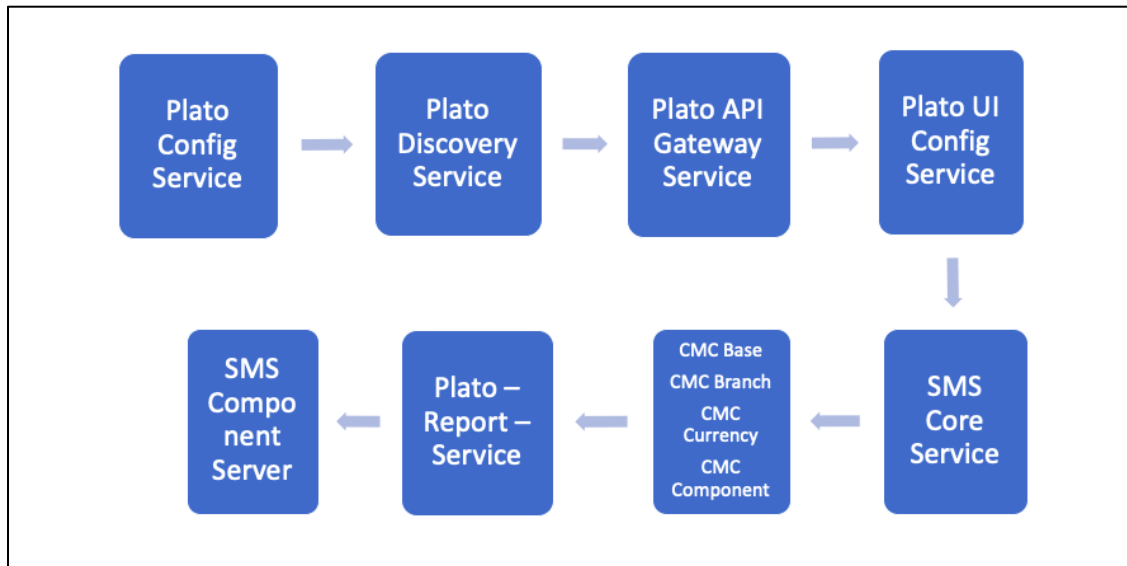 Plato
Config
Service
Plato
Discovery
Service
Plato API
Gateway
Service
Plato UI
Config
Service
SMS
Compo
nent
Server
Plato –
Report –
Service
CMC Base
CMC Branch
CMC
Currency
CMC
Component
SMS
Core
Service